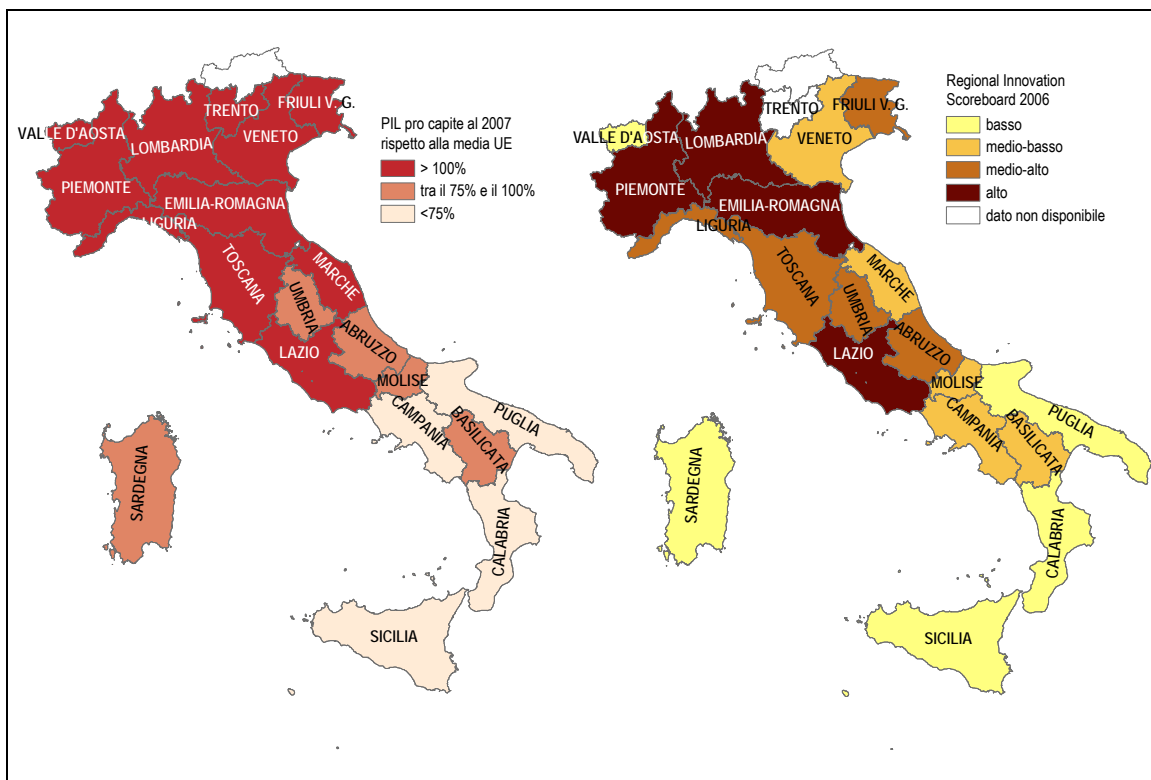 TRENTO
FRIULI V. G.
VALLE D'AOSTA
LOMBARDIA
VENETO
PIEMONTE
EMILIA-ROMAGNA
LIGURIA
TOSCANA
MARCHE
UMBRIA
LAZIO
ABRUZZO
MOLISE
CAMPANIA
BASILICATA
PUGLIA
SARDEGNA
CALABRIA
SICILIA
PIL pro capite al 2007
rispetto alla media UE
> 100%
tra il 75% e il 100%
<75%
TRENTO
FRIULI V. G.
VALLE D'AOSTA
LOMBARDIA
VENETO
PIEMONTE
EMILIA-ROMAGNA
LIGURIA
TOSCANA
MARCHE
UMBRIA
LAZIO
ABRUZZO
MOLISE
CAMPANIA
BASILICATA
PUGLIA
SARDEGNA
CALABRIA
SICILIA
Regional Innovation
Scoreboard 2006
basso
medio-basso
medio-alto
alto
dato non disponibile